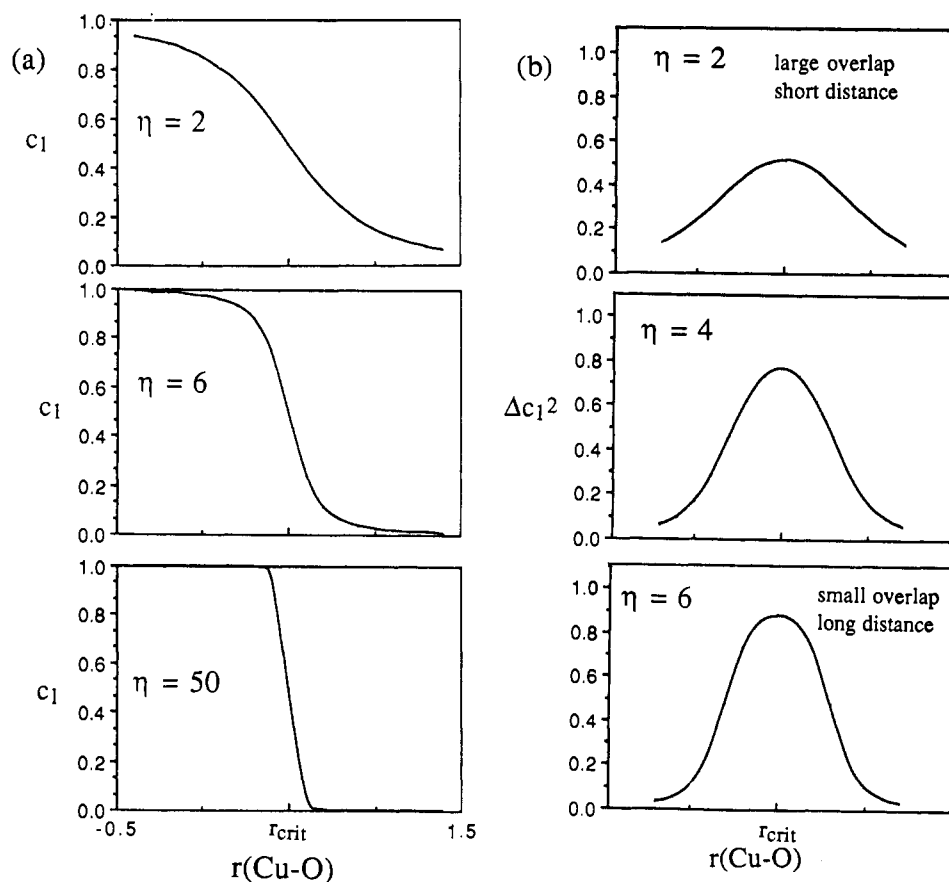 (a)
1.0
0.8
c1
0.6
0.4
0.2
0.0
η = 2
1.0
0.8
0.6
c1
0.4
0.2
0.0
η = 6
1.0
0.8
0.6
c1
0.4
0.2
0.0
η = 50
-0.5
rcrit
1.5
r(Cu-O)
(b)
1.0
0.8
0.6
0.4
0.2
0.0
η = 2
large overlap
short distance
1.0
0.8
0.6
Δc1²
0.4
0.2
0.0
η = 4
1.0
0.8
0.6
0.4
0.2
0.0
η = 6
small overlap
long distance
rcrit
r(Cu-O)